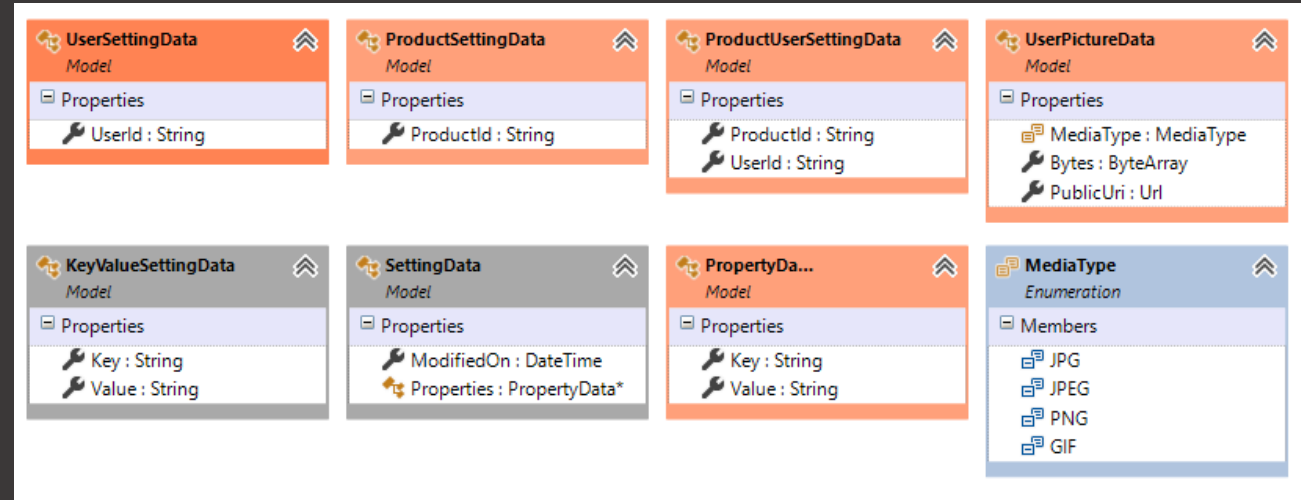 UserSettingData
Model
Properties
UserId : String
ProductSettingData
Model
Properties
ProductId : String
ProductUserSettingData
Model
Properties
ProductId : String
UserId : String
UserPictureData
Model
Properties
MediaType : MediaType
Bytes : ByteArray
PublicUri : Url
KeyValueSettingData
Model
Properties
Key : String
Value : String
SettingData
Model
Properties
ModifiedOn : DateTime
Properties : PropertyData*
PropertyDa...
Model
Properties
Key : String
Value : String
MediaType
Enumeration
Members
JPG
JPEG
PNG
GIF